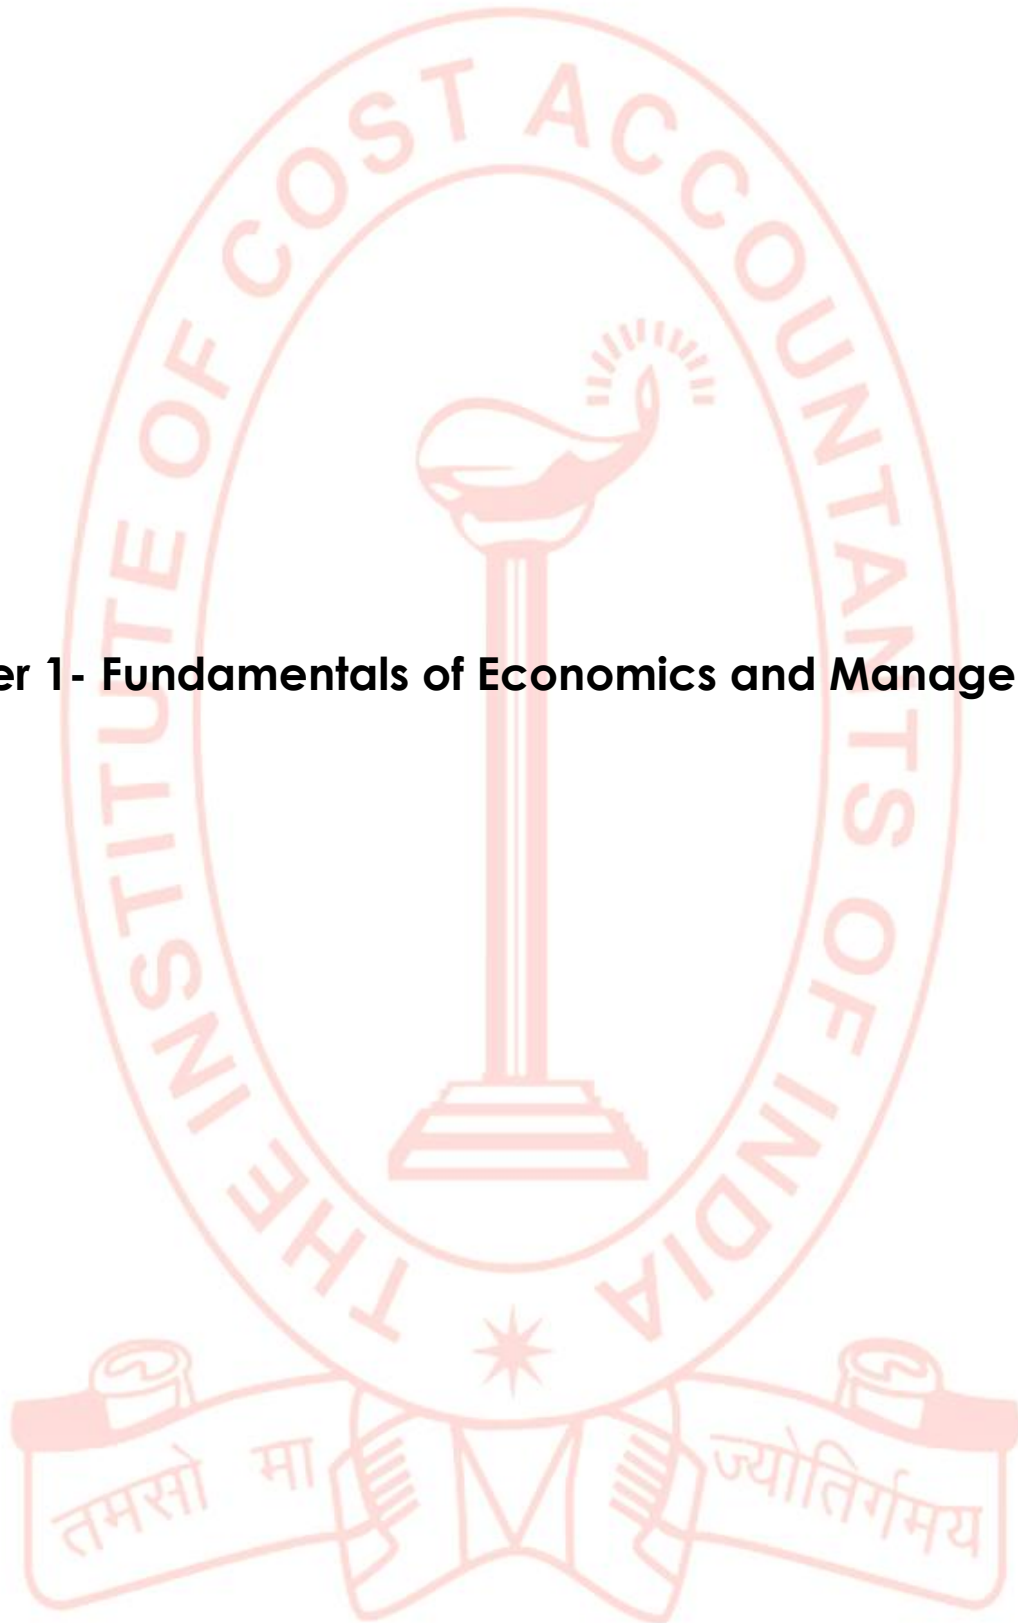 THE INSTITUTE OF COST ACCOUNTANTS OF INDIA
er 1- Fundamentals of Economics and Manage
तमसो मा ज्योतिर्गमय